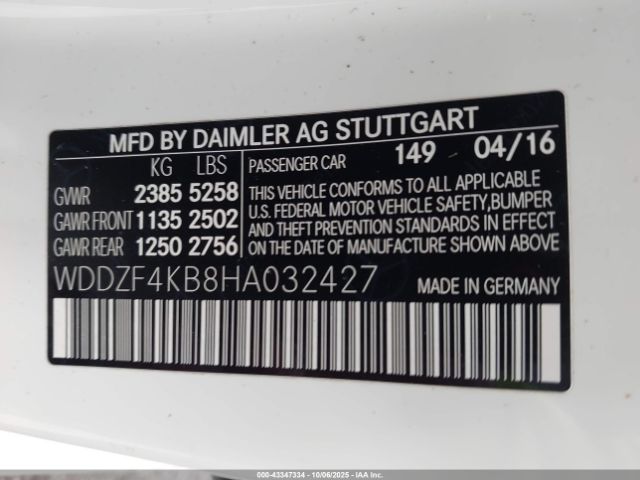 MFD BY DAIMLER AG STUTTGART
KG LBS
GVWR 2385 5258
GAWR FRONT 1135 2502
GAWR REAR 1250 2756
PASSENGER CAR 149 04/16
THIS VEHICLE CONFORMS TO ALL APPLICABLE
U.S. FEDERAL MOTOR VEHICLE SAFETY,BUMPER
AND THEFT PREVENTION STANDARDS IN EFFECT
ON THE DATE OF MANUFACTURE SHOWN ABOVE
WDDZF4KB8HA032427
MADE IN GERMANY
000-43347334 - 10/06/2025 - IAAI.COM